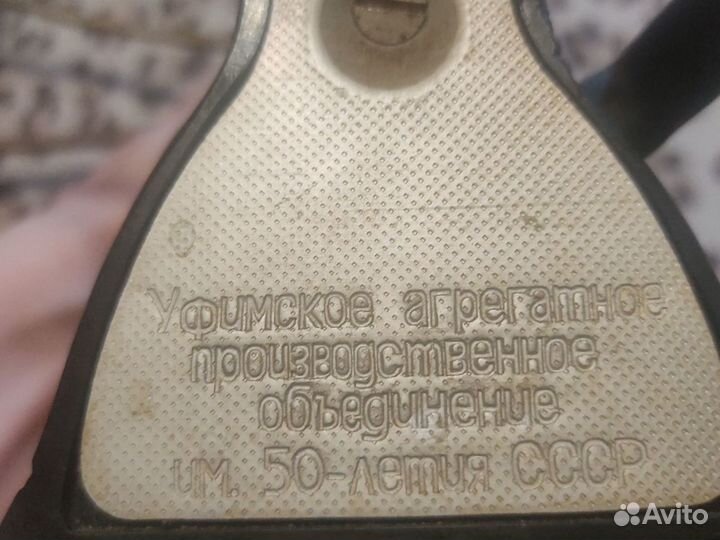 Уфимское агрегатное
производственное
объединение
им. 50-летия СССР
Avito